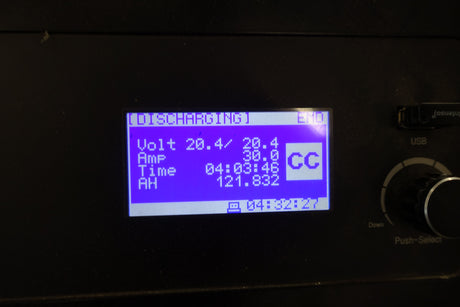 [DISCHARGING] END
Volt 20.4/ 20.4
Amp 30.0
Time 04:03:46
AH 121.832
CC
04:32:27
USB
Down
Push-Select